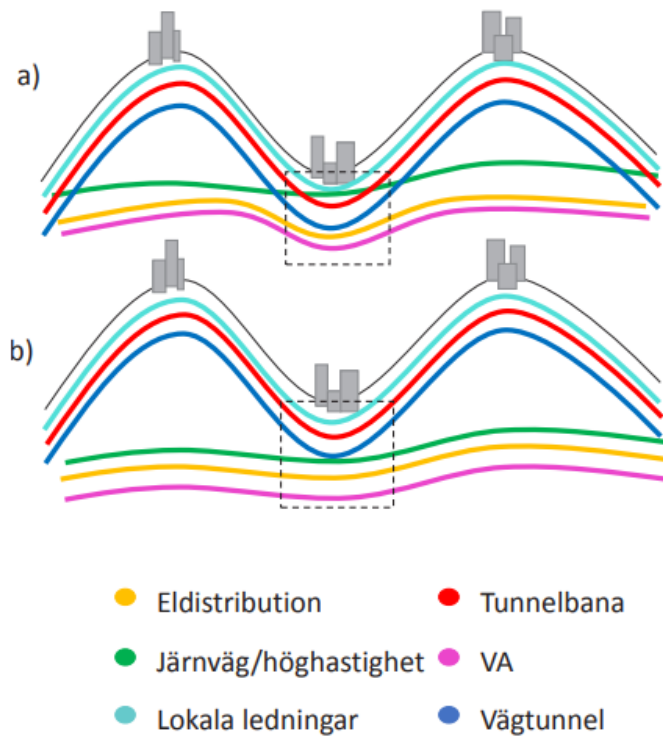 a)
b)
Eldistribution
Tunnelbana
Järnväg/höghastighet
VA
Lokala ledningar
Vägtunnel